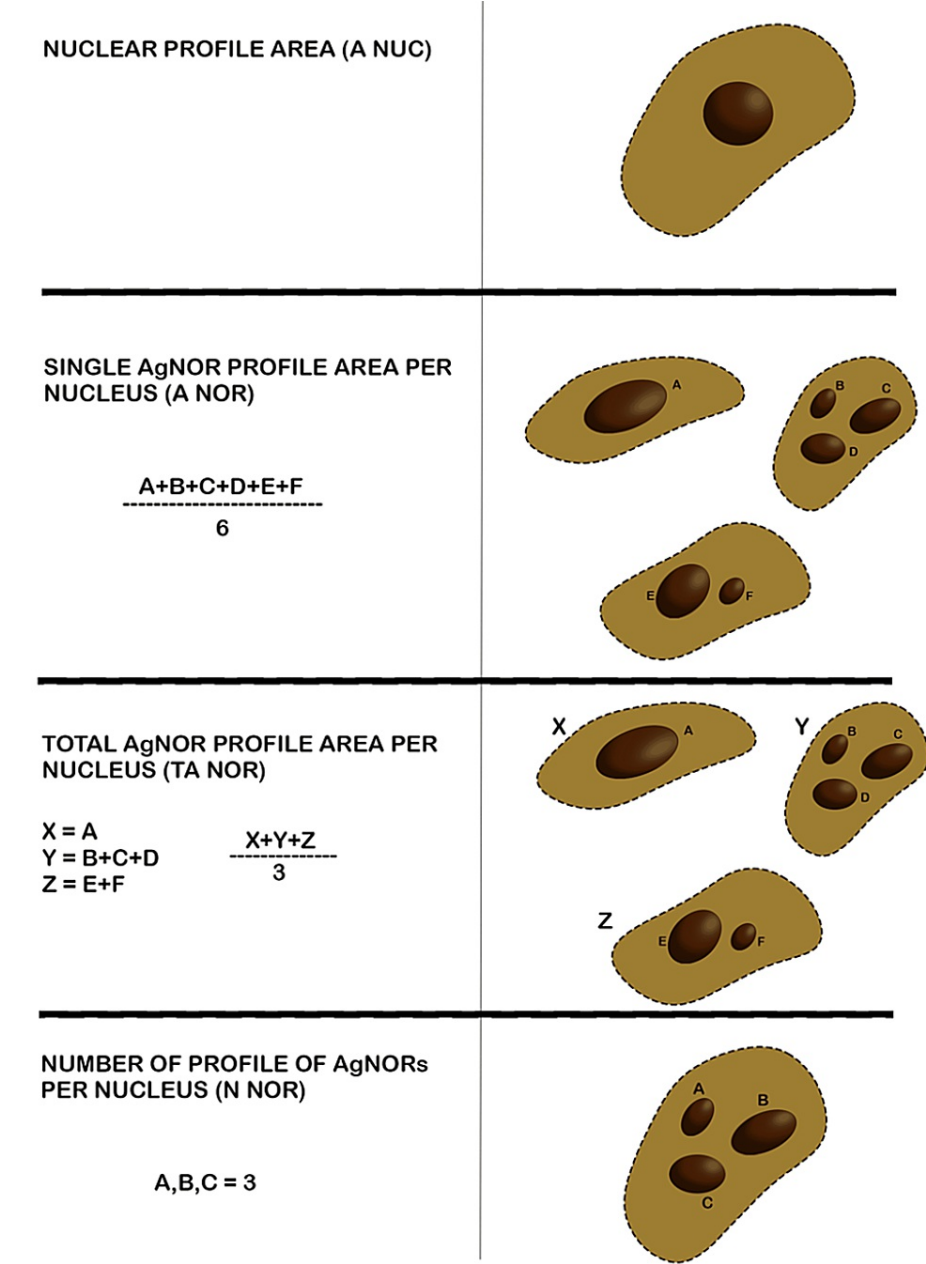 NUCLEAR PROFILE AREA (A NUC)
SINGLE AgNOR PROFILE AREA PER
NUCLEUS (A NOR)
A+B+C+D+E+F
------------------------
6
A
B
C
D
E
F
TOTAL AgNOR PROFILE AREA PER
NUCLEUS (TA NOR)
X = A
Y = B+C+D
Z = E+F
X+Y+Z
-------------
3
X
A
Y
B
C
D
Z
E
F
NUMBER OF PROFILE OF AgNORs
PER NUCLEUS (N NOR)
A,B,C = 3
A
B
C